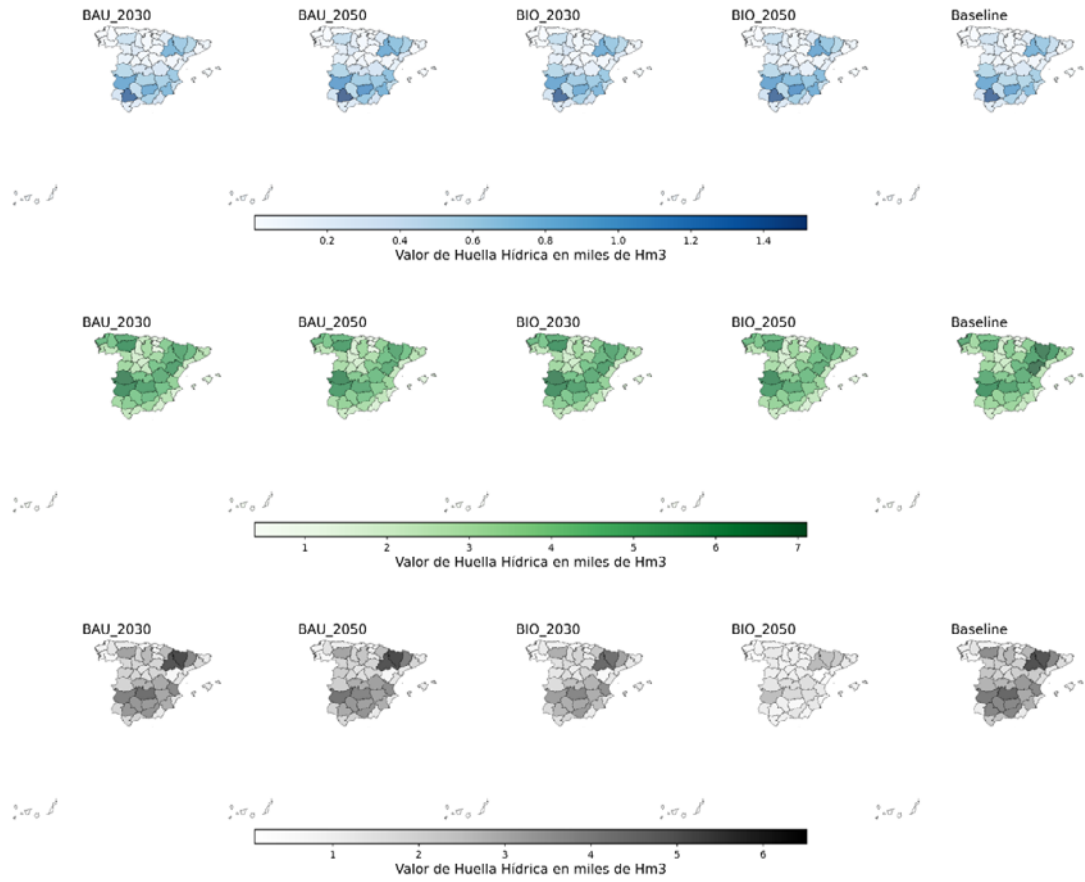 BAU_2030 BAU_2050 BIO_2030 BIO_2050 Baseline
0.2 0.4 0.6 0.8 1.0 1.2 1.4
Valor de Huella Hídrica en miles de Hm3
BAU_2030 BAU_2050 BIO_2030 BIO_2050 Baseline
1 2 3 4 5 6 7
Valor de Huella Hídrica en miles de Hm3
BAU_2030 BAU_2050 BIO_2030 BIO_2050 Baseline
1 2 3 4 5 6
Valor de Huella Hídrica en miles de Hm3